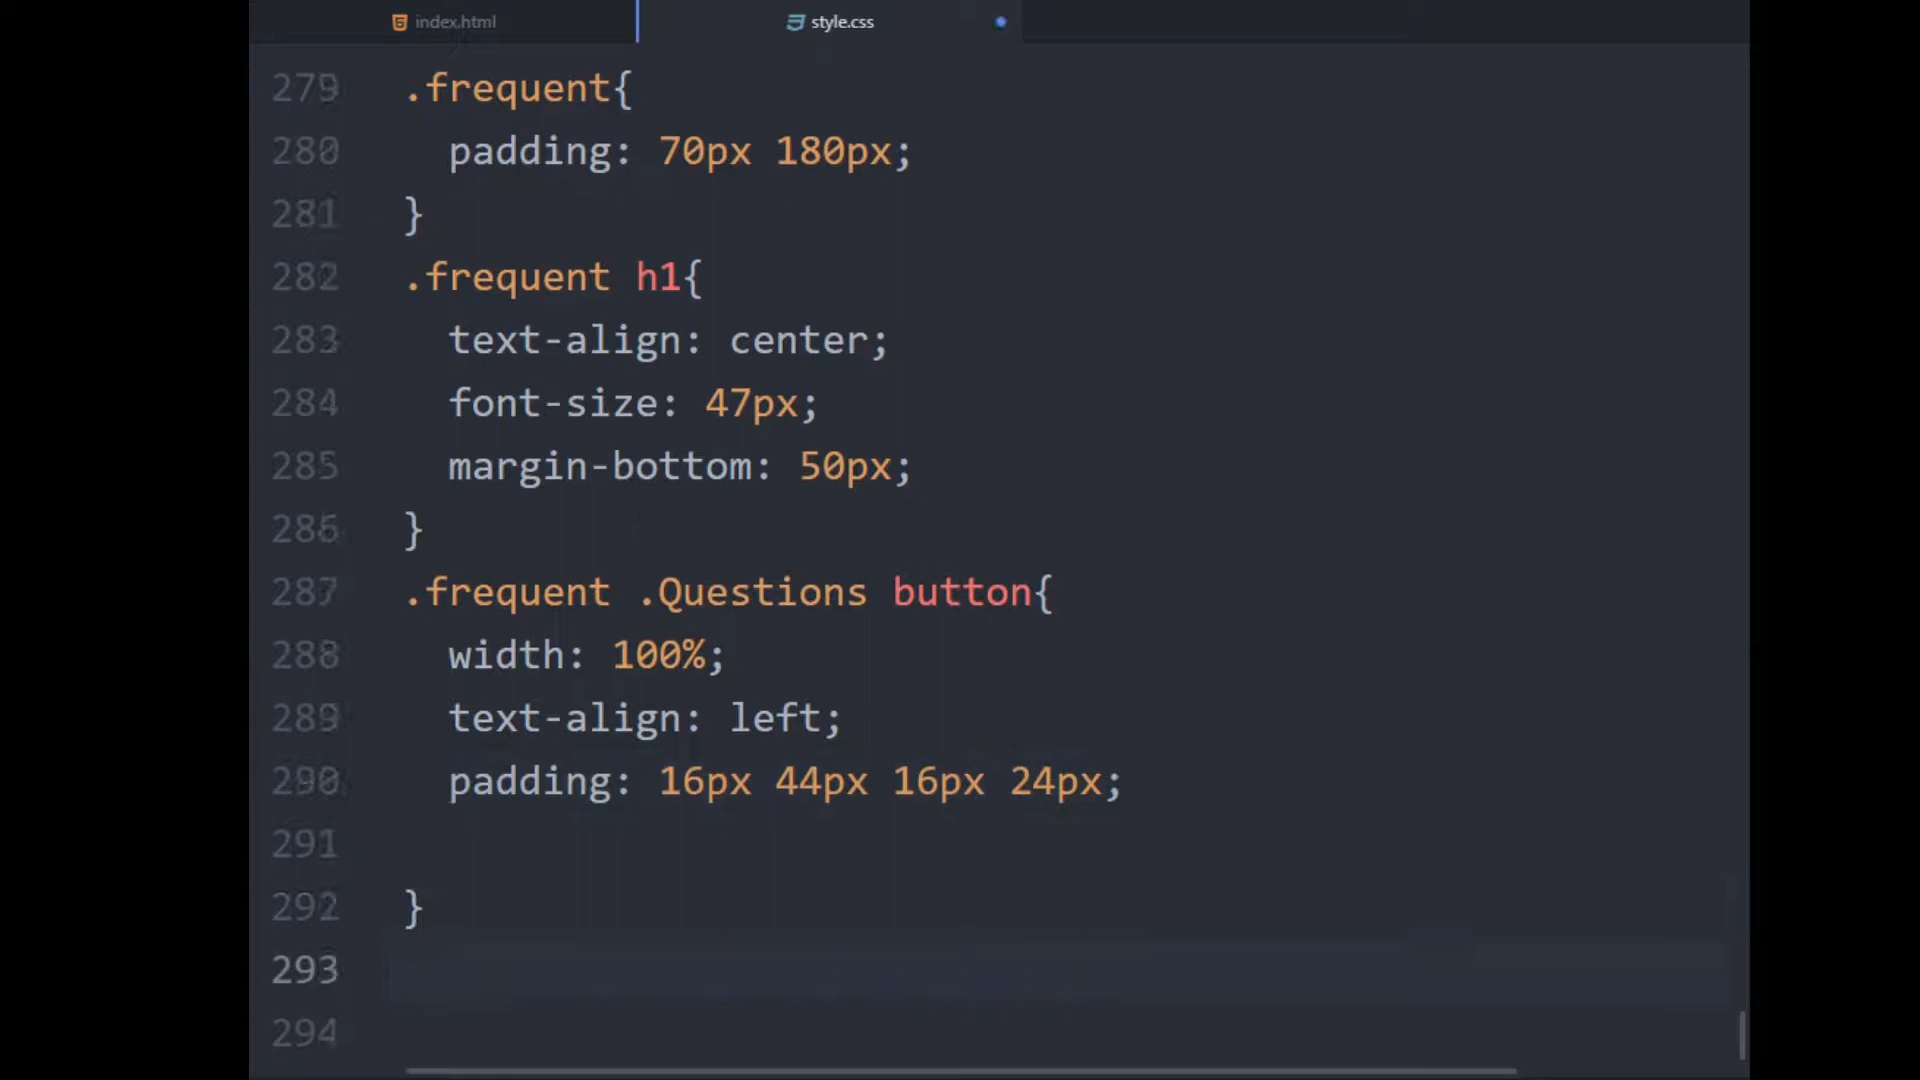 index.html style.css
279 .frequent{
280 padding: 70px 180px;
281 }
282 .frequent h1{
283 text-align: center;
284 font-size: 47px;
285 margin-bottom: 50px;
286 }
287 .frequent .Questions button{
288 width: 100%;
289 text-align: left;
290 padding: 16px 44px 16px 24px;
291
292 }
293
294